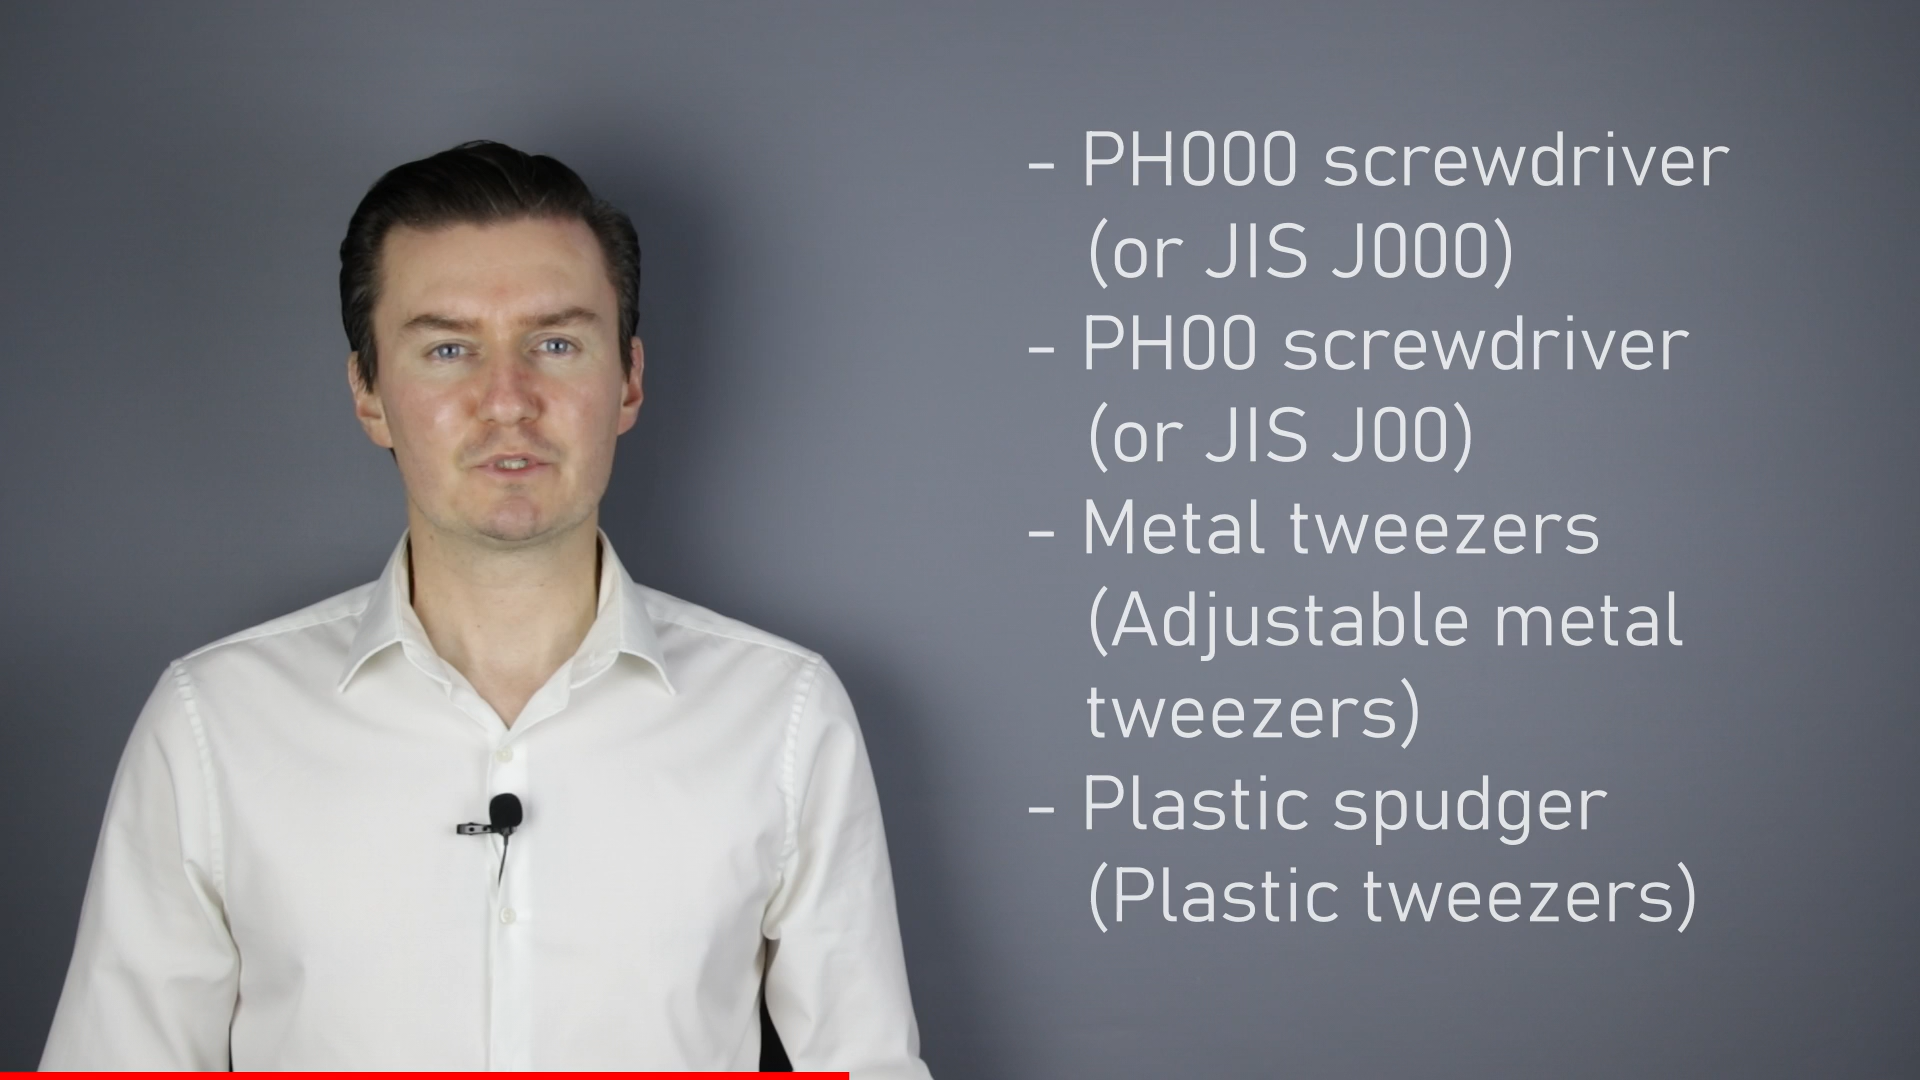 - PH000 screwdriver
(or JIS J000)
- PH00 screwdriver
(or JIS J00)
- Metal tweezers
(Adjustable metal
tweezers)
- Plastic spudger
(Plastic tweezers)